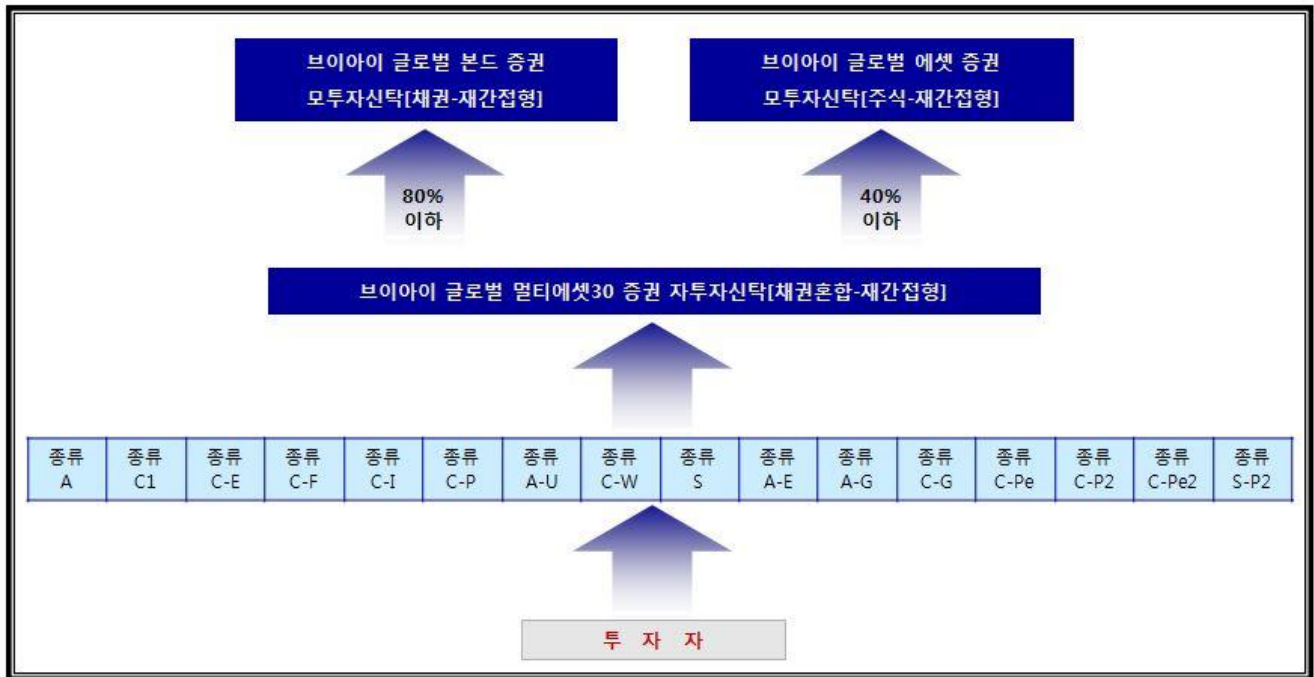 브이아이 글로벌 본드 증권
모투자신탁[채권-재간접형]
브이아이 글로벌 에셋 증권
모투자신탁[주식-재간접형]
80%
이하
40%
이하
브이아이 글로벌 멀티에셋30 증권 자투자신탁[채권혼합-재간접형]
종류 종류 종류 종류 종류 종류 종류 종류 종류 종류 종류 종류 종류 종류 종류 종류
A C1 C-E C-F C-I C-P A-U C-W S A-E A-G C-G C-Pe C-P2 C-Pe2 S-P2
투 자 자